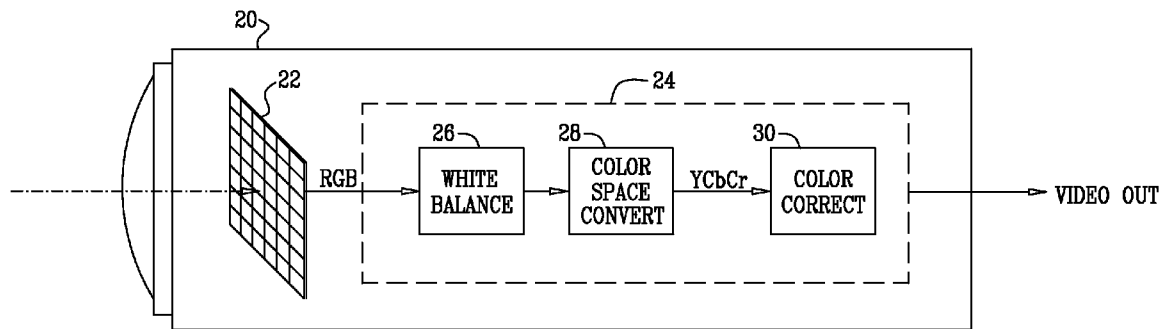 20
22
24
26
28
30
RGB
WHITE
BALANCE
COLOR
SPACE
CONVERT
YCbCr
COLOR
CORRECT
VIDEO OUT